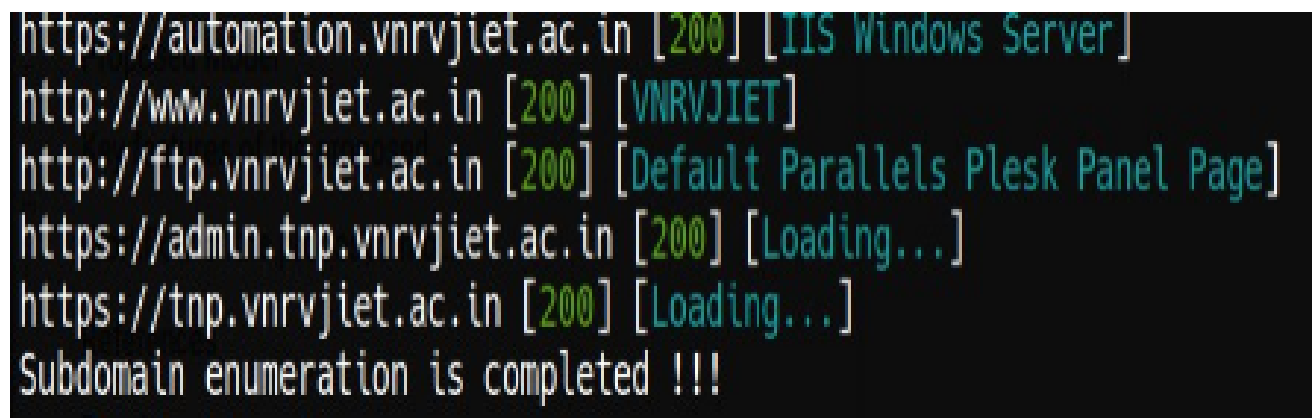 https://automation.vnrvjiet.ac.in [200] [IIS Windows Server]
http://www.vnrvjiet.ac.in [200] [VNRVJIET]
http://ftp.vnrvjiet.ac.in [200] [Default Parallels Plesk Panel Page]
https://admin.tnp.vnrvjiet.ac.in [200] [Loading...]
https://tnp.vnrvjiet.ac.in [200] [Loading...]
Subdomain enumeration is completed !!!